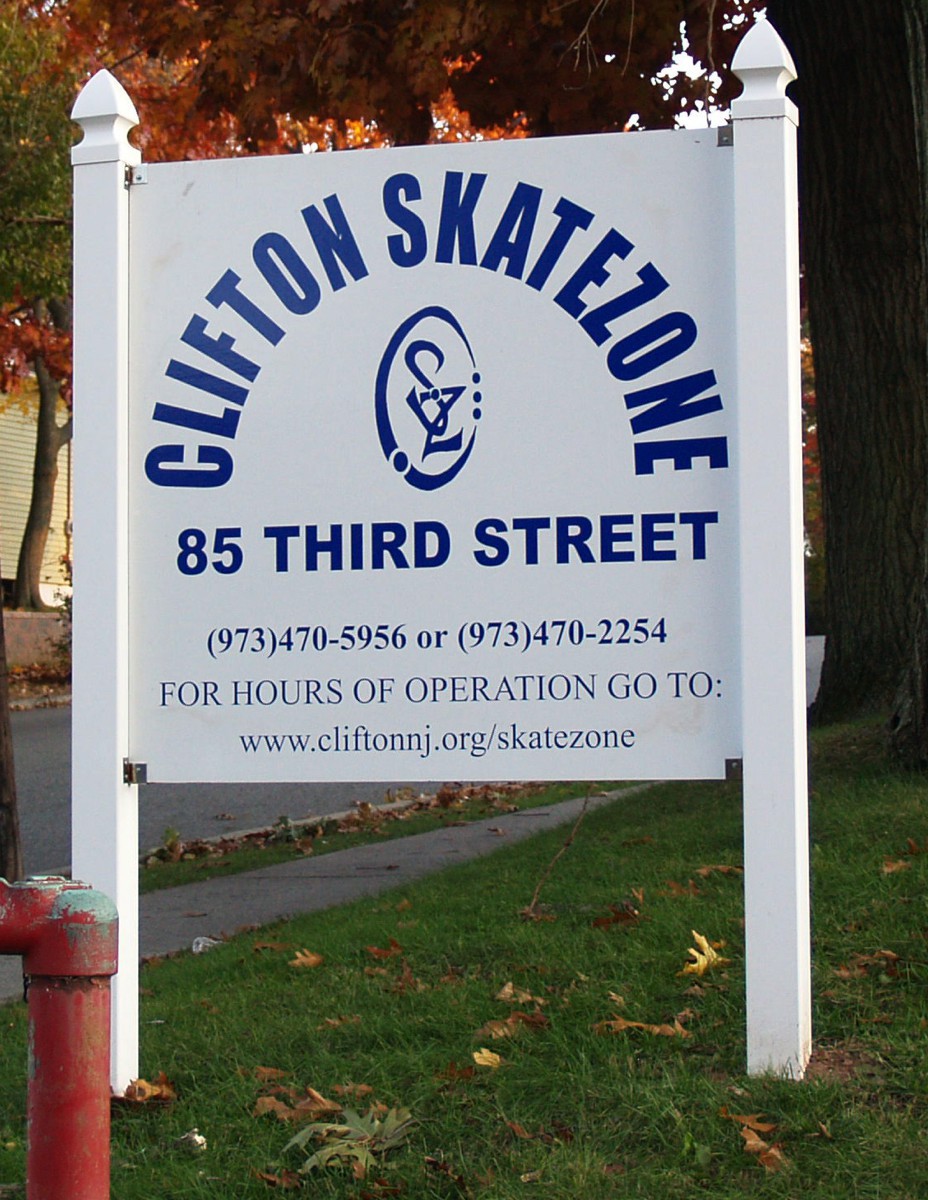 CLIFTON SKATEZONE
85 THIRD STREET
(973)470-5956 or (973)470-2254
FOR HOURS OF OPERATION GO TO:
www.cliftonnj.org/skatezone